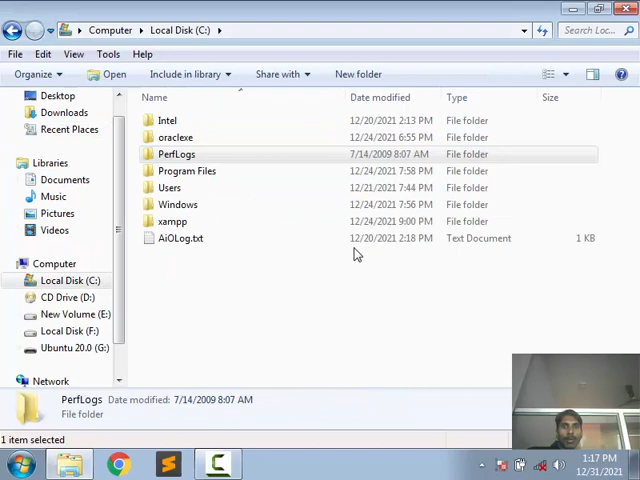 Computer Local Disk (C:) Search Loc...
File Edit View Tools Help
Organize Open Include in library Share with New folder
Name Date modified Type Size
Desktop
Downloads
Recent Places
Libraries
Documents
Music
Pictures
Videos
Computer
Local Disk (C:)
CD Drive (D:)
New Volume (E:)
Local Disk (F:)
Ubuntu 20.0 (G:)
Network
Intel 12/20/2021 2:13 PM File folder
oraclexe 12/24/2021 6:55 PM File folder
PerfLogs 7/14/2009 8:07 AM File folder
Program Files 12/24/2021 7:58 PM File folder
Users 12/21/2021 7:44 PM File folder
Windows 12/24/2021 7:56 PM File folder
xampp 12/24/2021 9:00 PM File folder
AiOLog.txt 12/20/2021 2:18 PM Text Document 1 KB
PerfLogs Date modified: 7/14/2009 8:07 AM
File folder
1 item selected
1:17 PM
12/31/2021